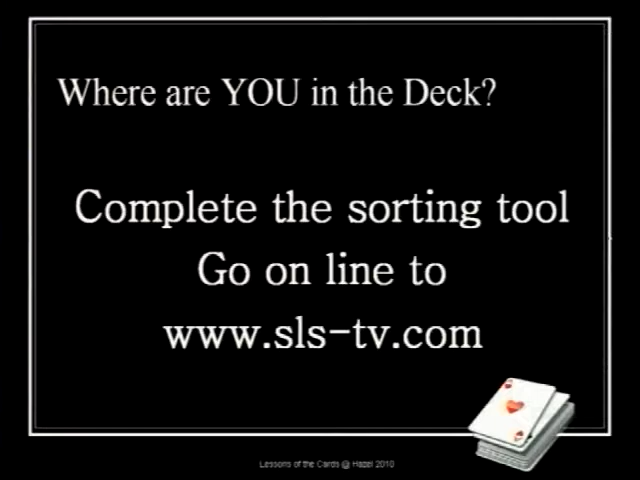 Where are YOU in the Deck?
Complete the sorting tool
Go on line to
www.sls-tv.com
Lessons of the Cards @ Hazel 2010